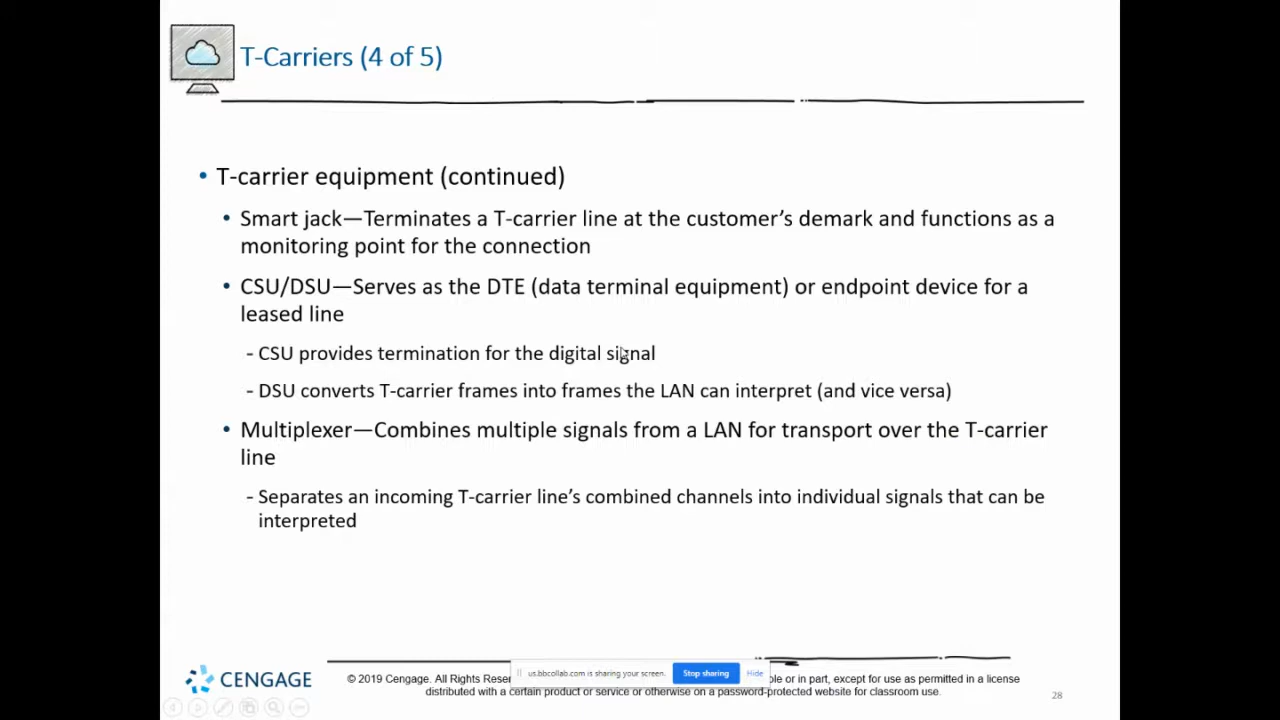 T-Carriers (4 of 5)
• T-carrier equipment (continued)
• Smart jack—Terminates a T-carrier line at the customer’s demark and functions as a
monitoring point for the connection
• CSU/DSU—Serves as the DTE (data terminal equipment) or endpoint device for a
leased line
- CSU provides termination for the digital signal
- DSU converts T-carrier frames into frames the LAN can interpret (and vice versa)
• Multiplexer—Combines multiple signals from a LAN for transport over the T-carrier
line
- Separates an incoming T-carrier line’s combined channels into individual signals that can be
interpreted
CENGAGE
© 2019 Cengage. All Rights
us.bbcollab.com is sharing your screen.
Stop sharing
Hide
or in part, except for use as permitted in a license
distributed with a certain product or service or otherwise on a password-protected website for classroom use.
28